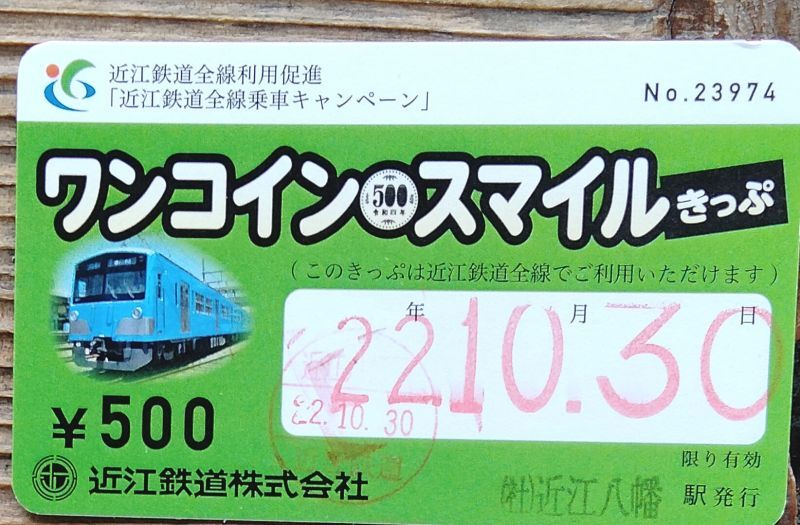 近江鉄道全線利用促進
「近江鉄道全線乗車キャンペーン」
No.23974
ワンコイン500スマイルきっぷ
令和四年
(このきっぷは近江鉄道全線でご利用いただけます)
年 月 日
22.10.30
22.10.30
¥500
限り有効
近江鉄道株式会社
(社)近江八幡 駅発行